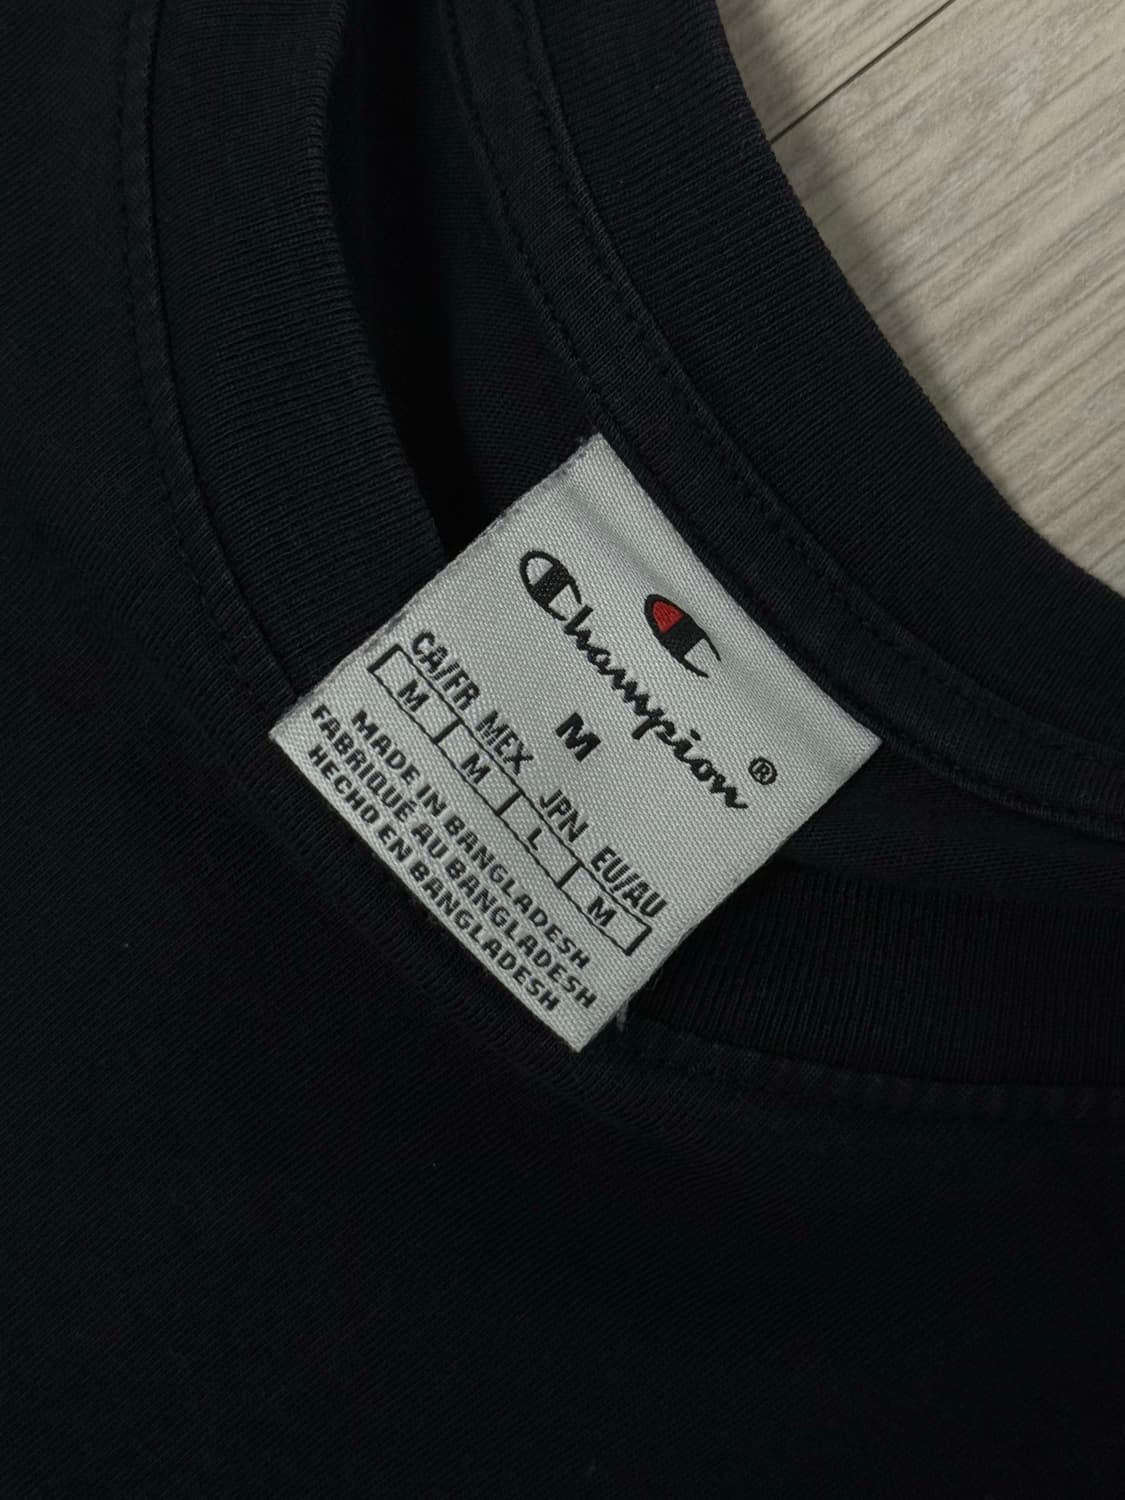 Champion®
M
CA/FR MEX JPN EU/AU
M M L M
MADE IN BANGLADESH
FABRIQUÉ AU BANGLADESH
HECHO EN BANGLADESH